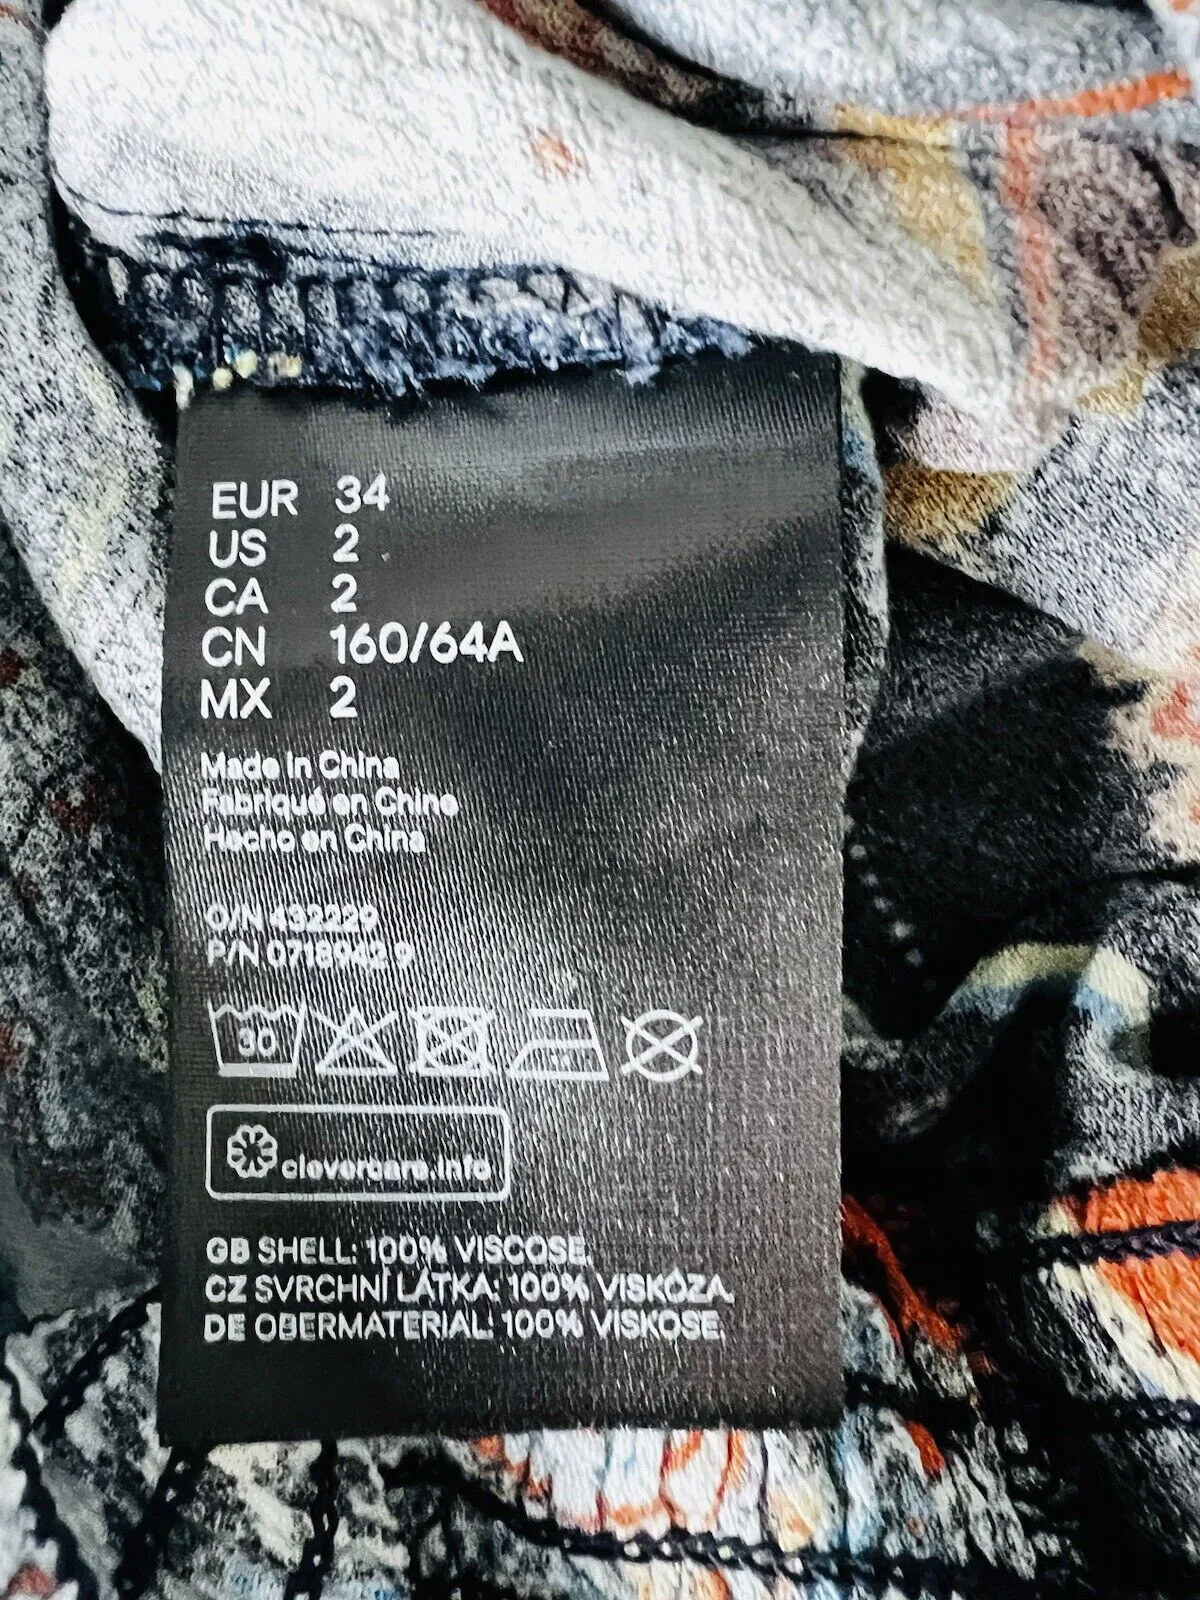 EUR 34
US 2
CA 2
CN 160/64A
MX 2
Made in China
Fabriqué en Chine
Hecho en China
O/N 432229
P/N 0718942 9
30
clevercare.info
GB SHELL: 100% VISCOSE.
CZ SVRCHNÍ LÁTKA: 100% VISKÓZA.
DE OBERMATERIAL: 100% VISKOSE.